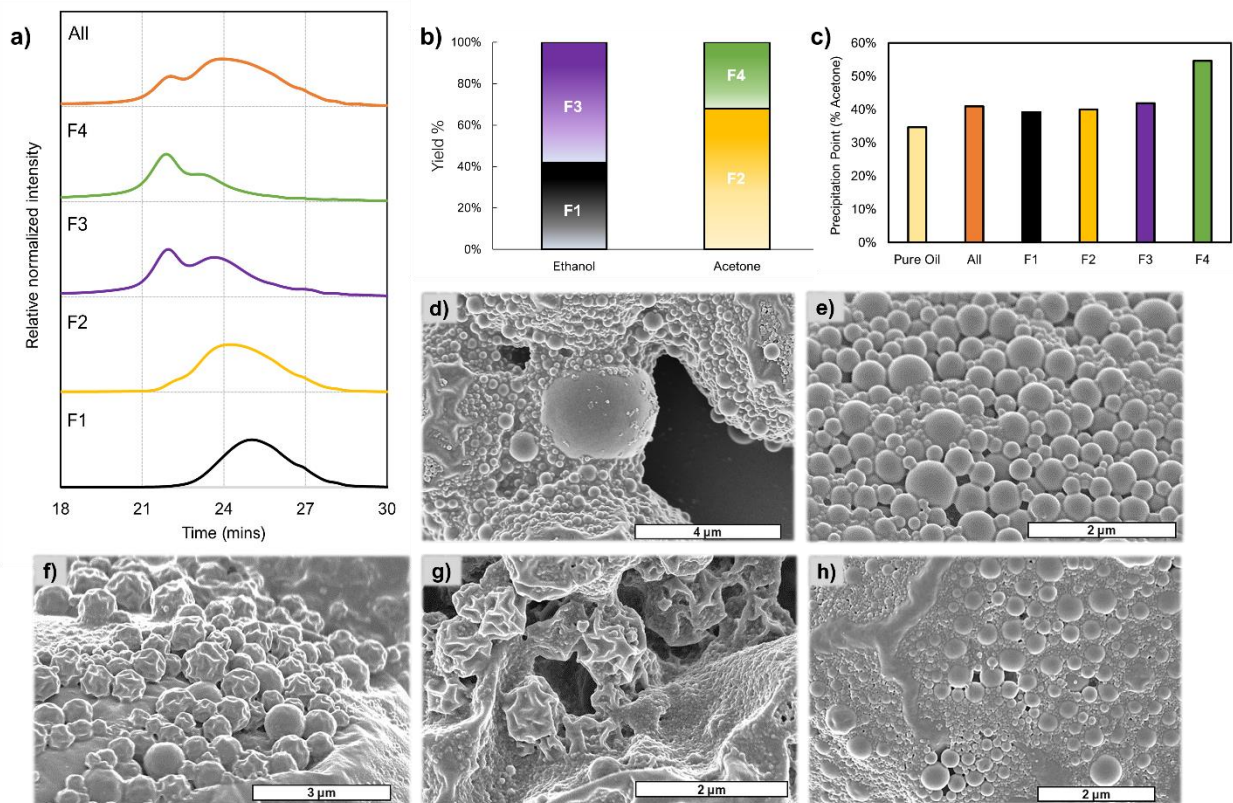 a)
Relative normalized intensity
All
F4
F3
F2
F1
18 21 24 27 30
Time (mins)
b)
Yield %
100%
80%
60%
40%
20%
0%
F3
F1
F4
F2
Ethanol Acetone
c)
Precipitation Point (% Acetone)
60%
50%
40%
30%
20%
10%
0%
Pure Oil All F1 F2 F3 F4
d)
4 µm
e)
2 µm
f)
3 µm
g)
2 µm
h)
2 µm